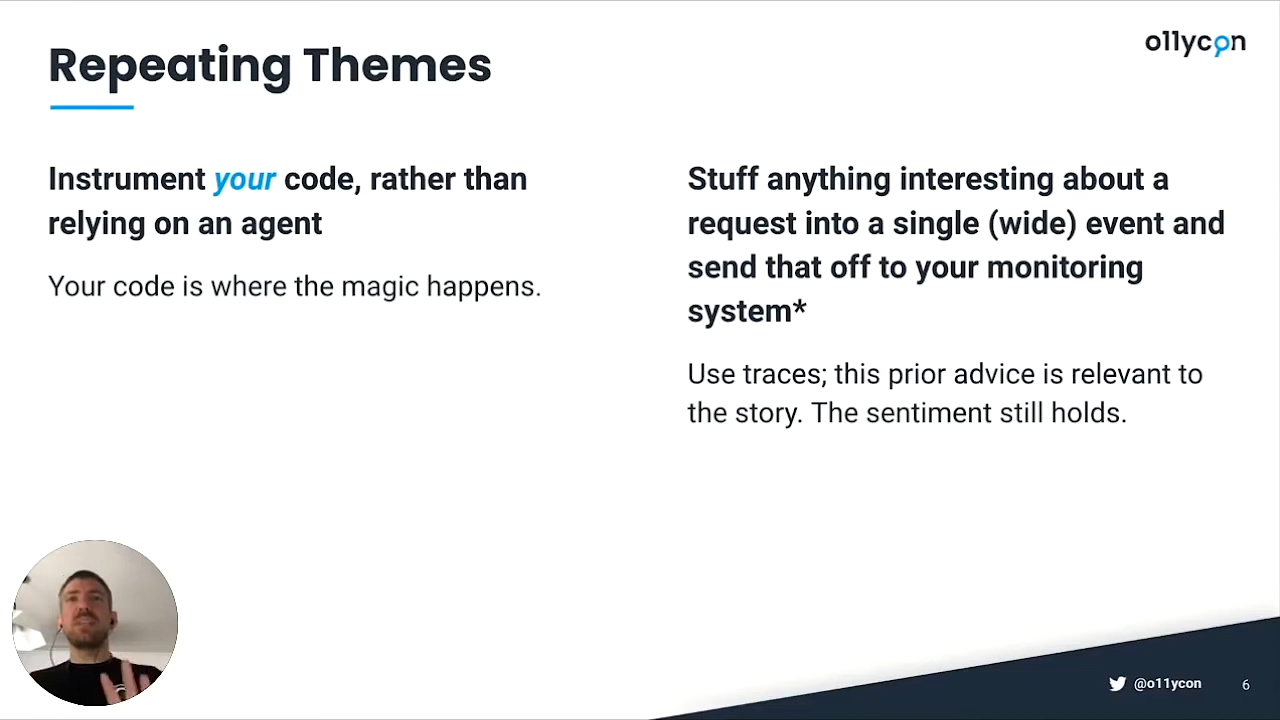 Repeating Themes
o11ycon
Instrument your code, rather than
relying on an agent
Your code is where the magic happens.
Stuff anything interesting about a
request into a single (wide) event and
send that off to your monitoring
system*
Use traces; this prior advice is relevant to
the story. The sentiment still holds.
@o11ycon
6